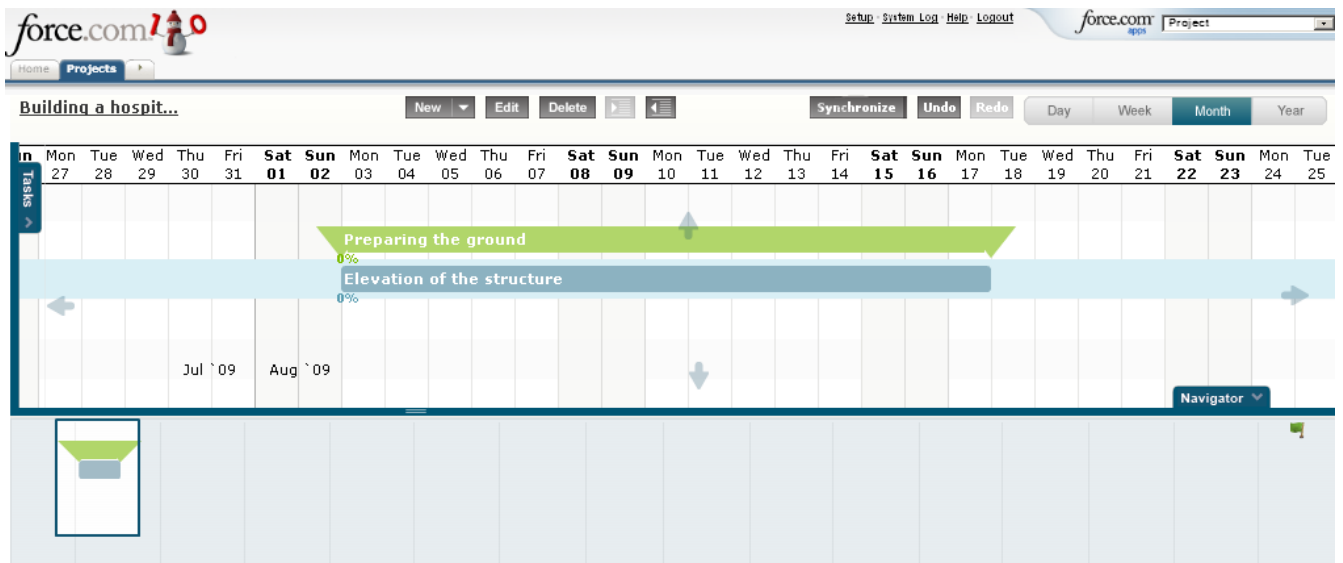 force.com 10
Setup · System Log · Help · Logout
force.com apps
Project
Home Projects
Building a hospit...
New Edit Delete
Synchronize Undo Redo
Day Week Month Year
un Mon Tue Wed Thu Fri Sat Sun Mon Tue Wed Thu Fri Sat Sun Mon Tue Wed Thu Fri Sat Sun Mon Tue Wed Thu Fri Sat Sun Mon Tue
27 28 29 30 31 01 02 03 04 05 06 07 08 09 10 11 12 13 14 15 16 17 18 19 20 21 22 23 24 25
Tasks
Preparing the ground
0%
Elevation of the structure
0%
Jul `09 Aug `09
Navigator